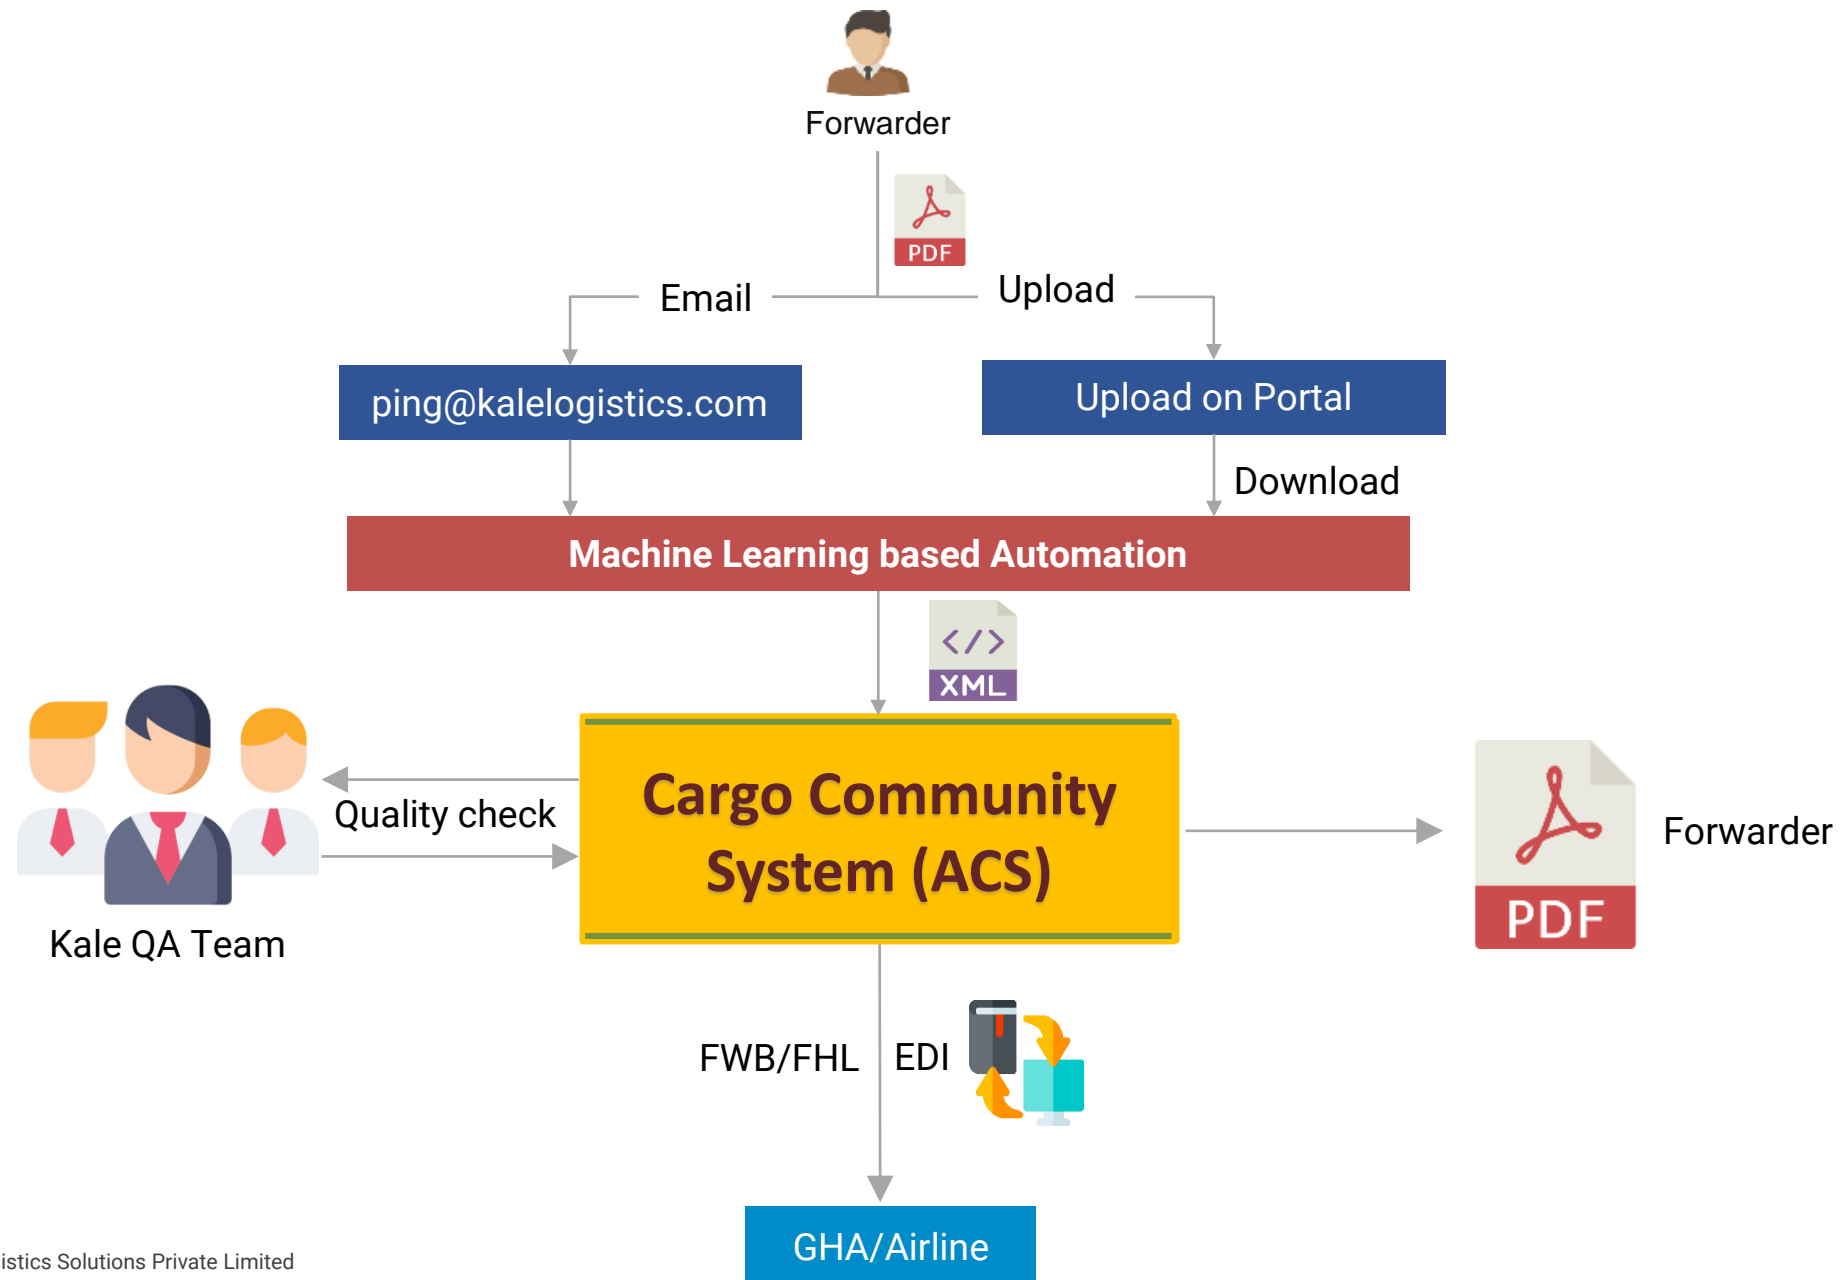 Forwarder
PDF
Email
Upload
ping@kalelogistics.com
Upload on Portal
Download
Machine Learning based Automation
</>
XML
Cargo Community
System (ACS)
Quality check
Kale QA Team
PDF
Forwarder
FWB/FHL
EDI
GHA/Airline
istics Solutions Private Limited